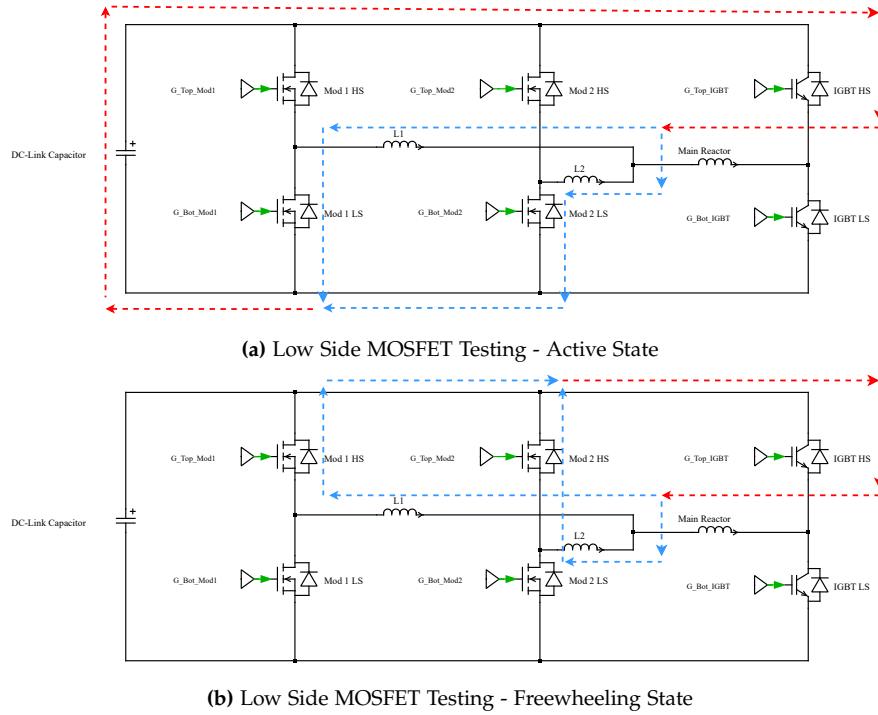 G_Top_Mod1
Mod 1 HS
G_Top_Mod2
Mod 2 HS
G_Top_IGBT
IGBT HS
DC-Link Capacitor
+
L1
Main Reactor
L2
G_Bot_Mod1
Mod 1 LS
G_Bot_Mod2
Mod 2 LS
G_Bot_IGBT
IGBT LS
(a) Low Side MOSFET Testing - Active State
G_Top_Mod1
Mod 1 HS
G_Top_Mod2
Mod 2 HS
G_Top_IGBT
IGBT HS
DC-Link Capacitor
+
L1
Main Reactor
L2
G_Bot_Mod1
Mod 1 LS
G_Bot_Mod2
Mod 2 LS
G_Bot_IGBT
IGBT LS
(b) Low Side MOSFET Testing - Freewheeling State